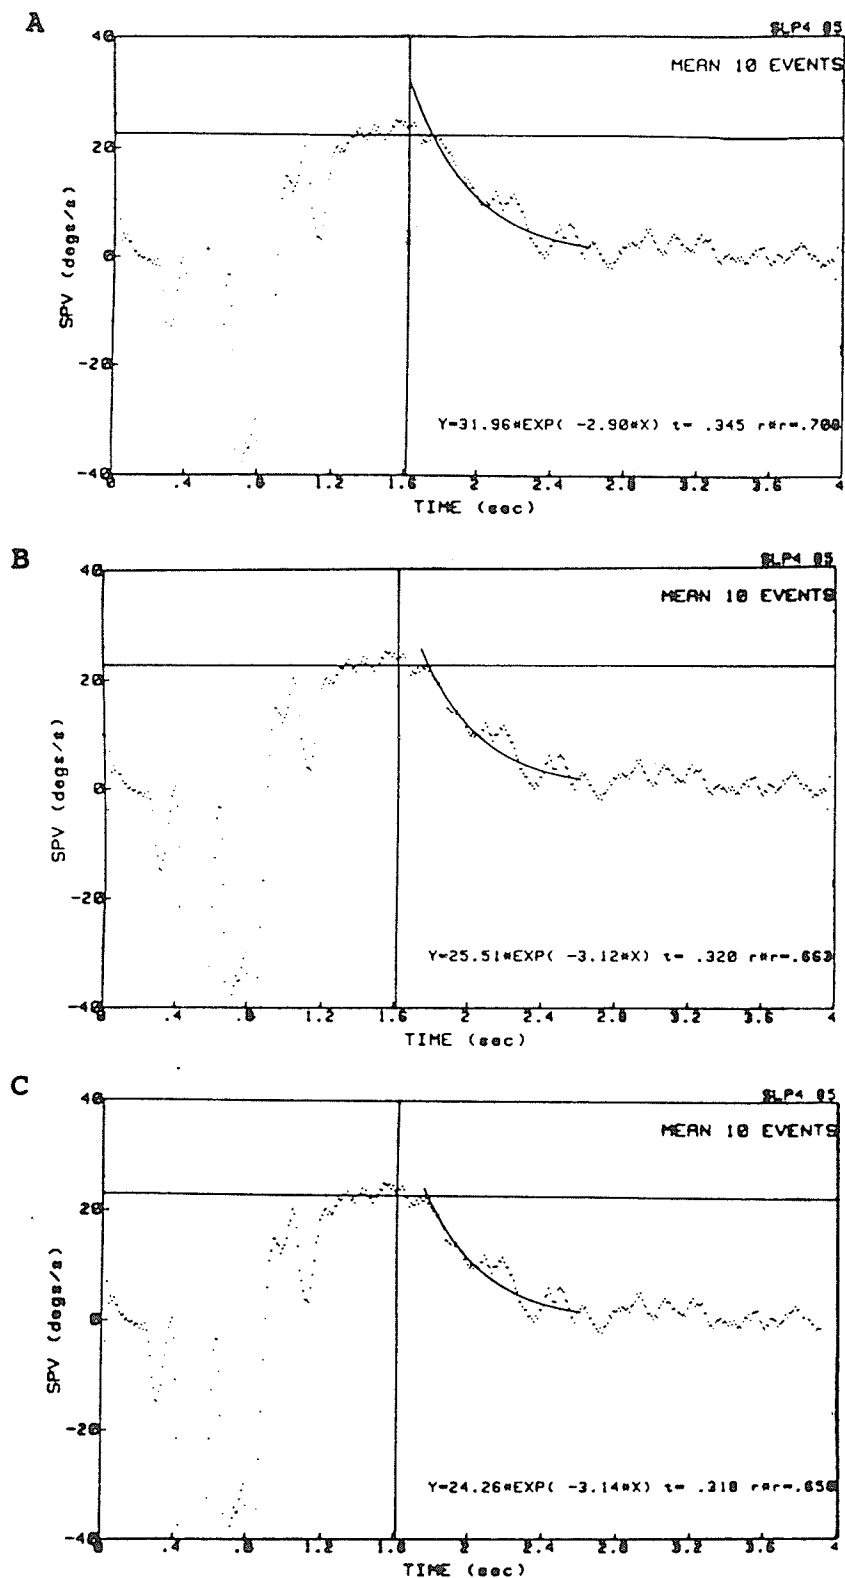 A
SLP4 05
MEAN 10 EVENTS
40
20
0
-20
-40
SPV (degs/s)
Y=31.96*EXP( -2.90*X) t= .345 r*r=.700
0 .4 .8 1.2 1.6 2 2.4 2.8 3.2 3.6 4
TIME (sec)
B
SLP4 05
MEAN 10 EVENTS
40
20
0
-20
-40
SPV (degs/s)
Y=25.51*EXP( -3.12*X) t= .320
0 .4 .8 1.2 1.6 2 2.4 2.8 3.2 3.6 4
TIME (sec)
C
SLP4 05
MEAN 10 EVENTS
40
20
0
-20
-40
SPV (degs/s)
Y=24.26*EXP( -3.14*X) t= .318
0 .4 .8 1.2 1.6 2 2.4 2.8 3.2 3.6 4
TIME (sec)